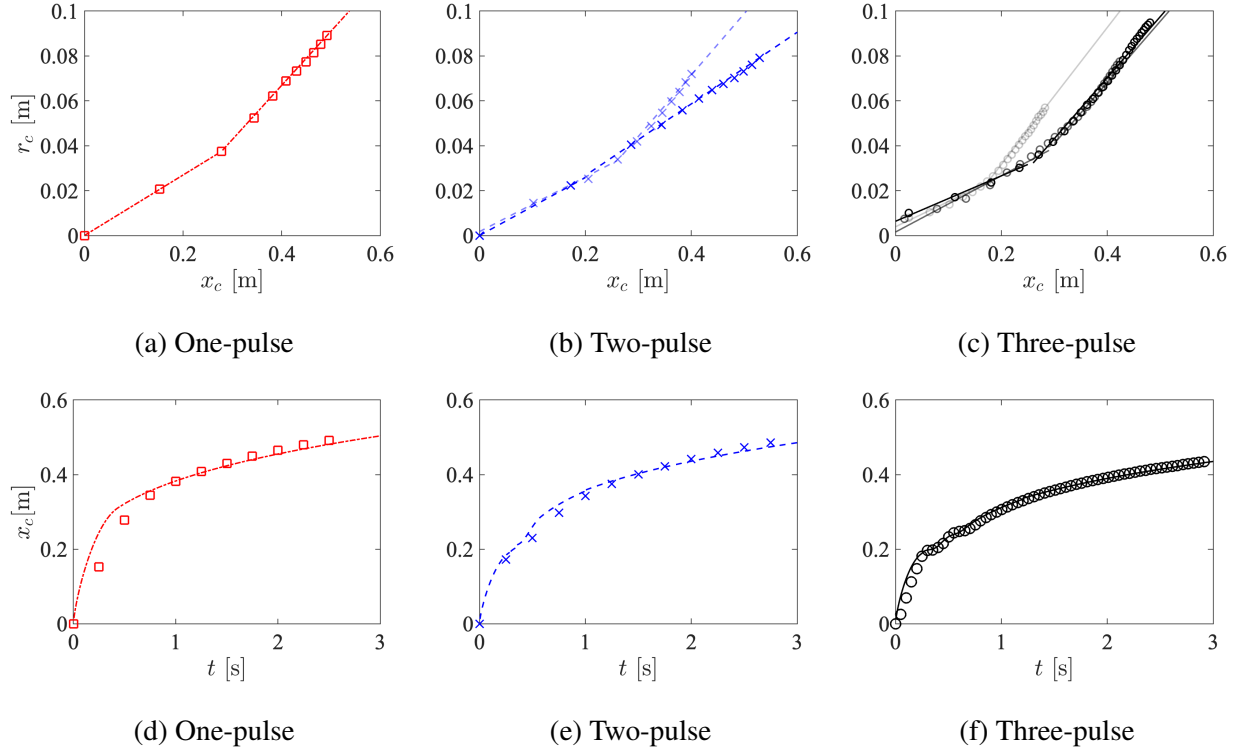 0.1 0.08 0.06 0.04 0.02 0
r_c [m]
0 0.2 0.4 0.6
x_c [m]
(a) One-pulse
0.1 0.08 0.06 0.04 0.02 0
0 0.2 0.4 0.6
x_c [m]
(b) Two-pulse
0.1 0.08 0.06 0.04 0.02 0
0 0.2 0.4 0.6
x_c [m]
(c) Three-pulse
0.6 0.4 0.2 0
x_c[m]
0 1 2 3
t [s]
(d) One-pulse
0.6 0.4 0.2 0
0 1 2 3
t [s]
(e) Two-pulse
0.6 0.4 0.2 0
0 1 2 3
t [s]
(f) Three-pulse